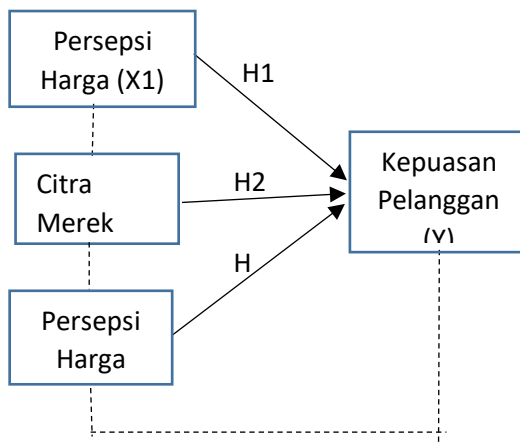 Persepsi
Harga (X1)
H1
Citra
Merek
H2
Kepuasan
Pelanggan
(Y)
H
Persepsi
Harga